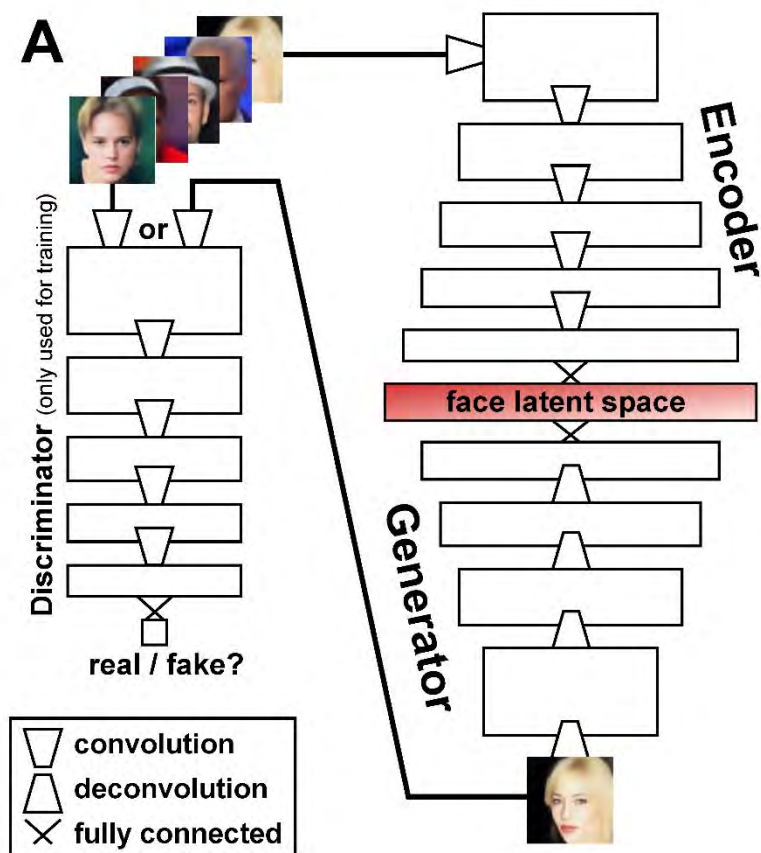 A
Encoder
or
Discriminator (only used for training)
face latent space
Generator
real / fake?
convolution
deconvolution
fully connected